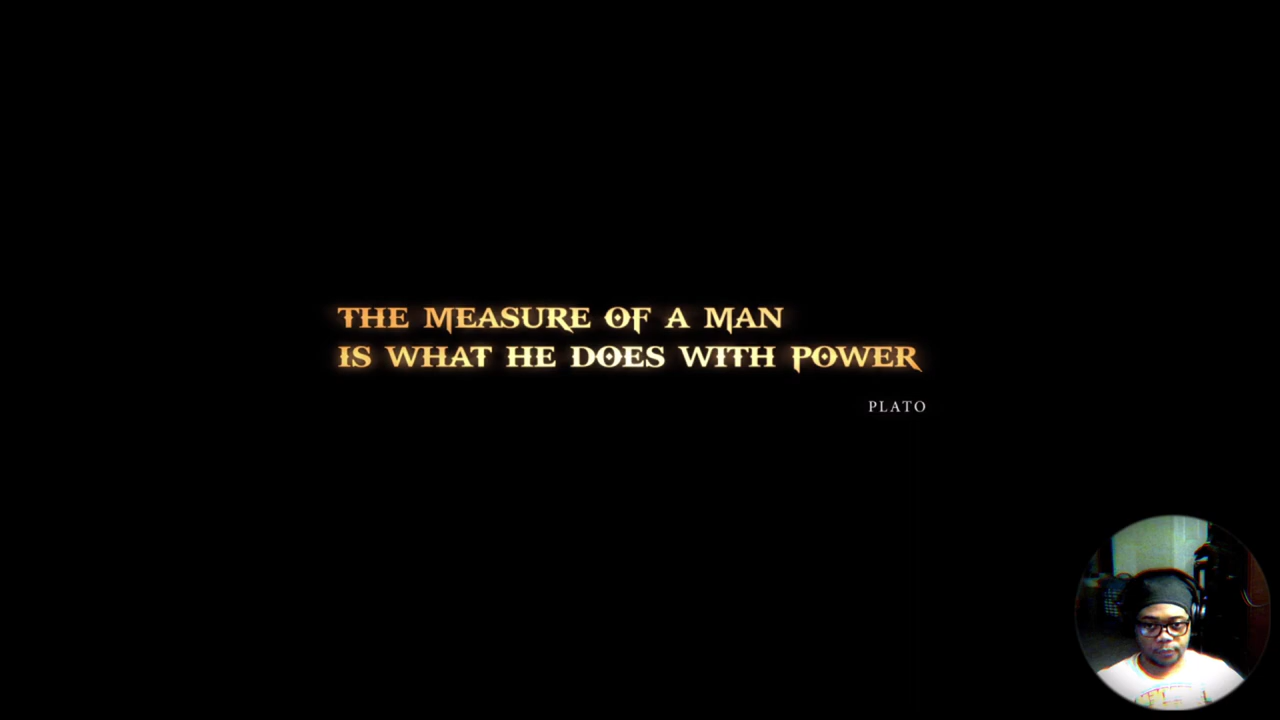 THE MEASURE OF A MAN
IS WHAT HE DOES WITH POWER
PLATO